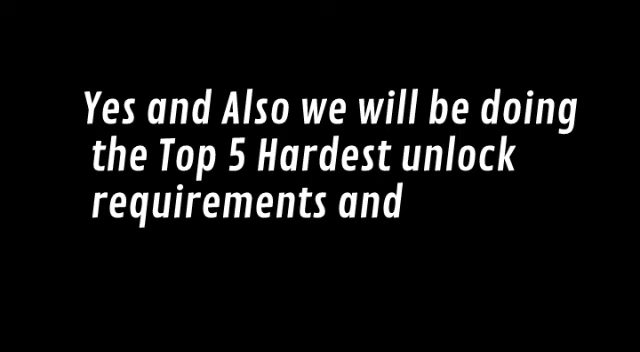 Yes and Also we will be doing
the Top 5 Hardest unlock
requirements and